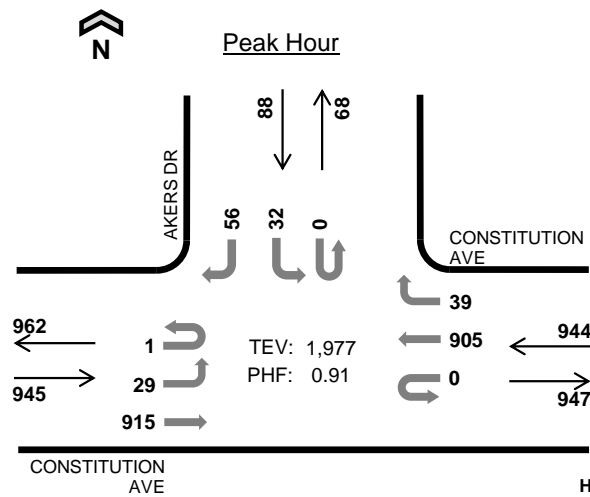 N
Peak Hour
88
68
AKERS DR
56
32
0
CONSTITUTION
AVE
39
962
1
TEV: 1,977
905
944
945
29
PHF: 0.91
0
947
915
CONSTITUTION
AVE
H